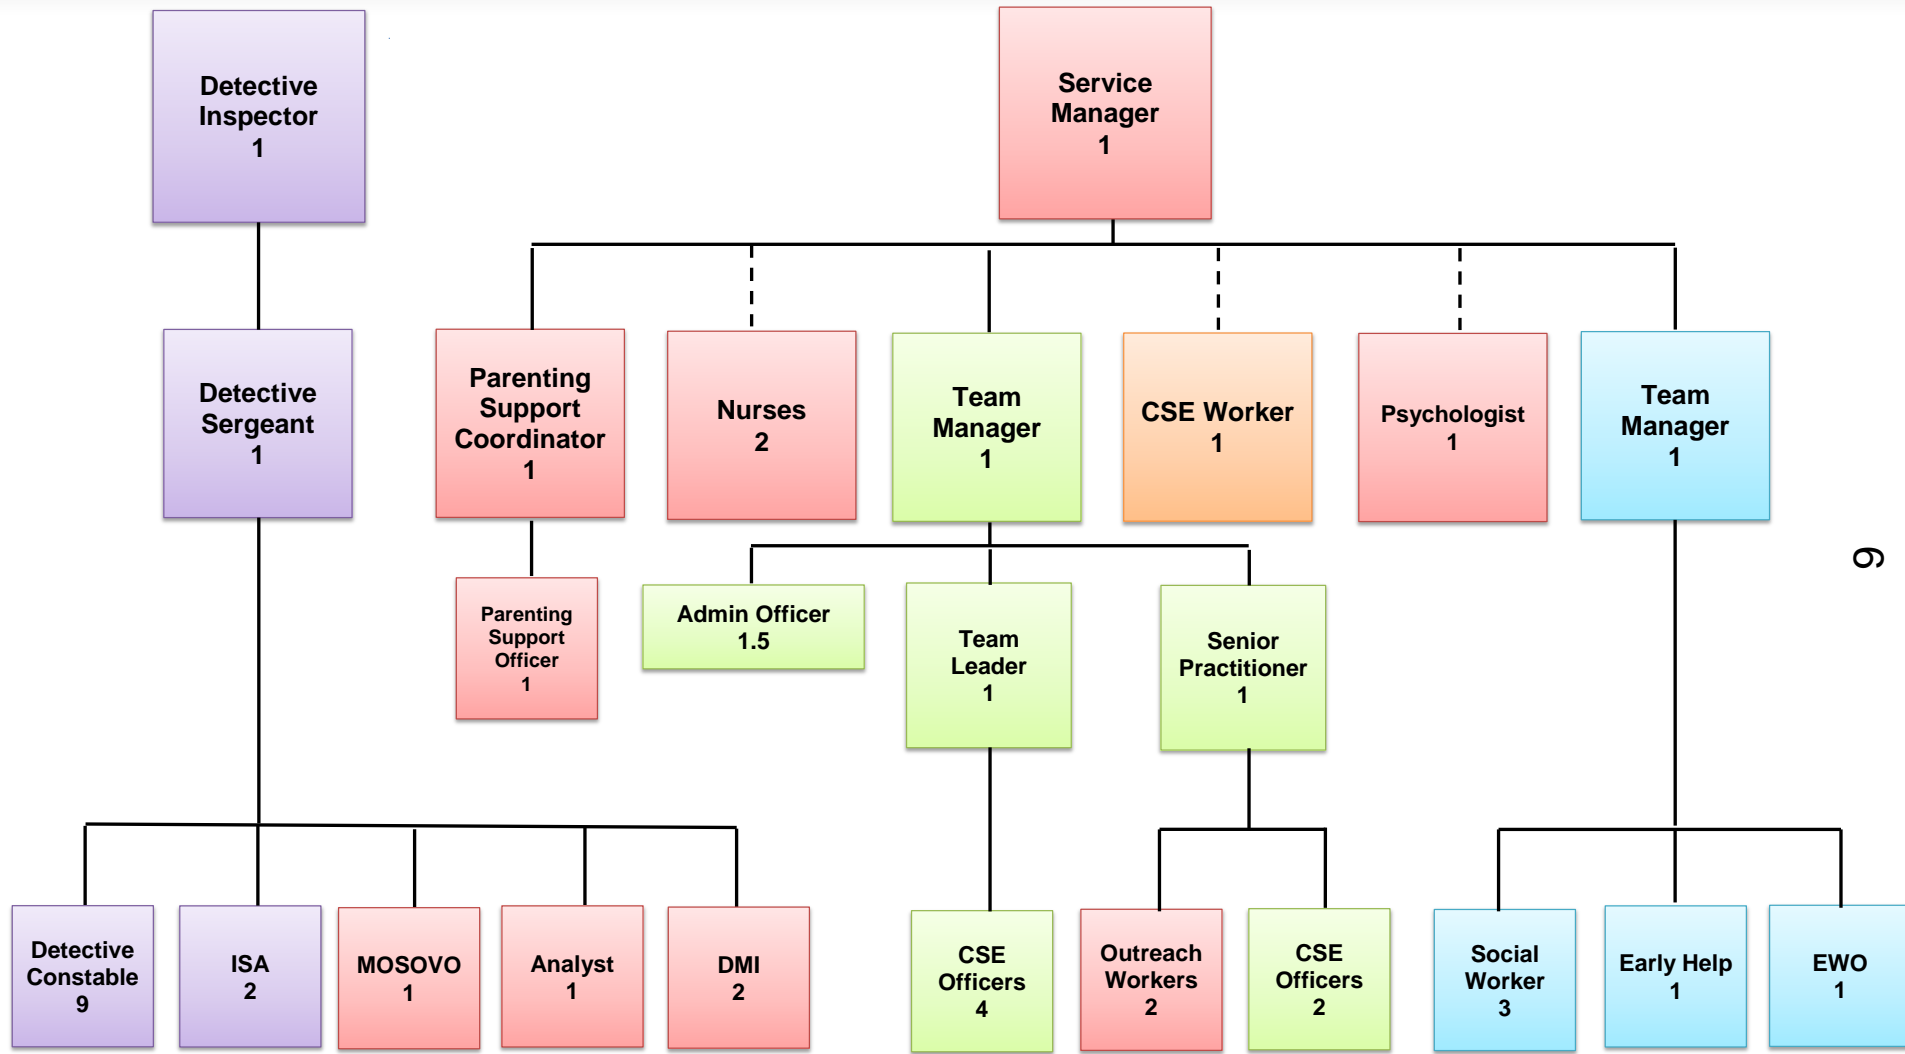 Detective
Inspector
1
Service
Manager
1
Detective
Sergeant
1
Parenting
Support
Coordinator
1
Nurses
2
Team
Manager
1
CSE Worker
1
Psychologist
1
Team
Manager
1
9
Parenting
Support
Officer
1
Admin Officer
1.5
Team
Leader
1
Senior
Practitioner
1
Detective
Constable
9
ISA
2
MOSOVO
1
Analyst
1
DMI
2
CSE
Officers
4
Outreach
Workers
2
CSE
Officers
2
Social
Worker
3
Early Help
1
EWO
1